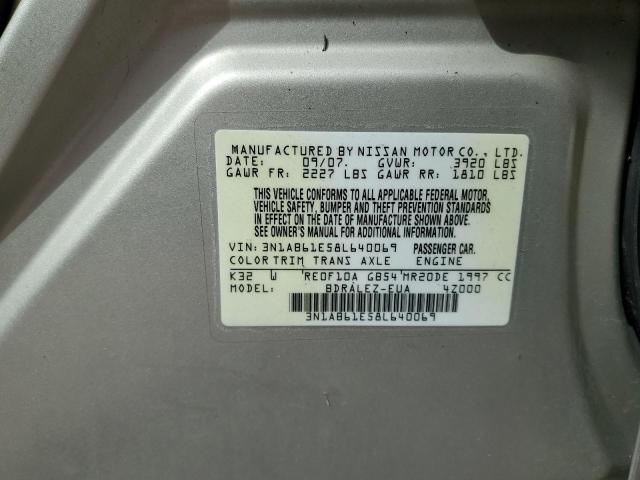 MANUFACTURED BY NISSAN MOTOR CO., LTD.
DATE: 09/07. GVWR: 3920 LBS
GAWR FR: 2227 LBS GAWR RR: 1810 LBS
THIS VEHICLE CONFORMS TO ALL APPLICABLE FEDERAL MOTOR
VEHICLE SAFETY, BUMPER AND THEFT PREVENTION STANDARDS
IN EFFECT ON THE DATE OF MANUFACTURE SHOWN ABOVE.
SEE OWNER'S MANUAL FOR ADDITIONAL INFORMATION.
VIN: 3N1AB61E58L640069 PASSENGER CAR.
COLOR TRIM TRANS AXLE ENGINE
K32 W RE0F10A GB54 MR20DE 1997 CC
MODEL: BDRALEZ-EUA 4Z000
3N1AB61E58L640069